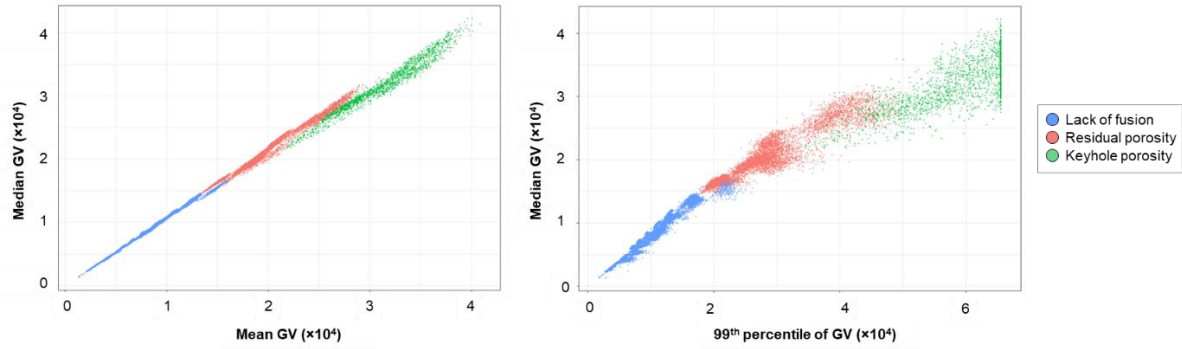 4
3
2
1
0
Median GV (×10⁴)
0 1 2 3 4
Mean GV (×10⁴)
4
3
2
1
0
Median GV (×10⁴)
0 2 4 6
99th percentile of GV (×10⁴)
Lack of fusion
Residual porosity
Keyhole porosity